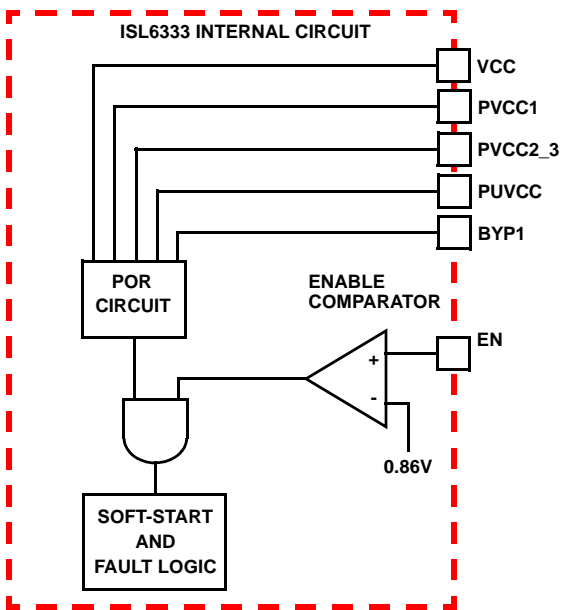 ISL6333 INTERNAL CIRCUIT
VCC
PVCC1
PVCC2_3
PUVCC
BYP1
POR
CIRCUIT
ENABLE
COMPARATOR
EN
+
-
0.86V
SOFT-START
AND
FAULT LOGIC